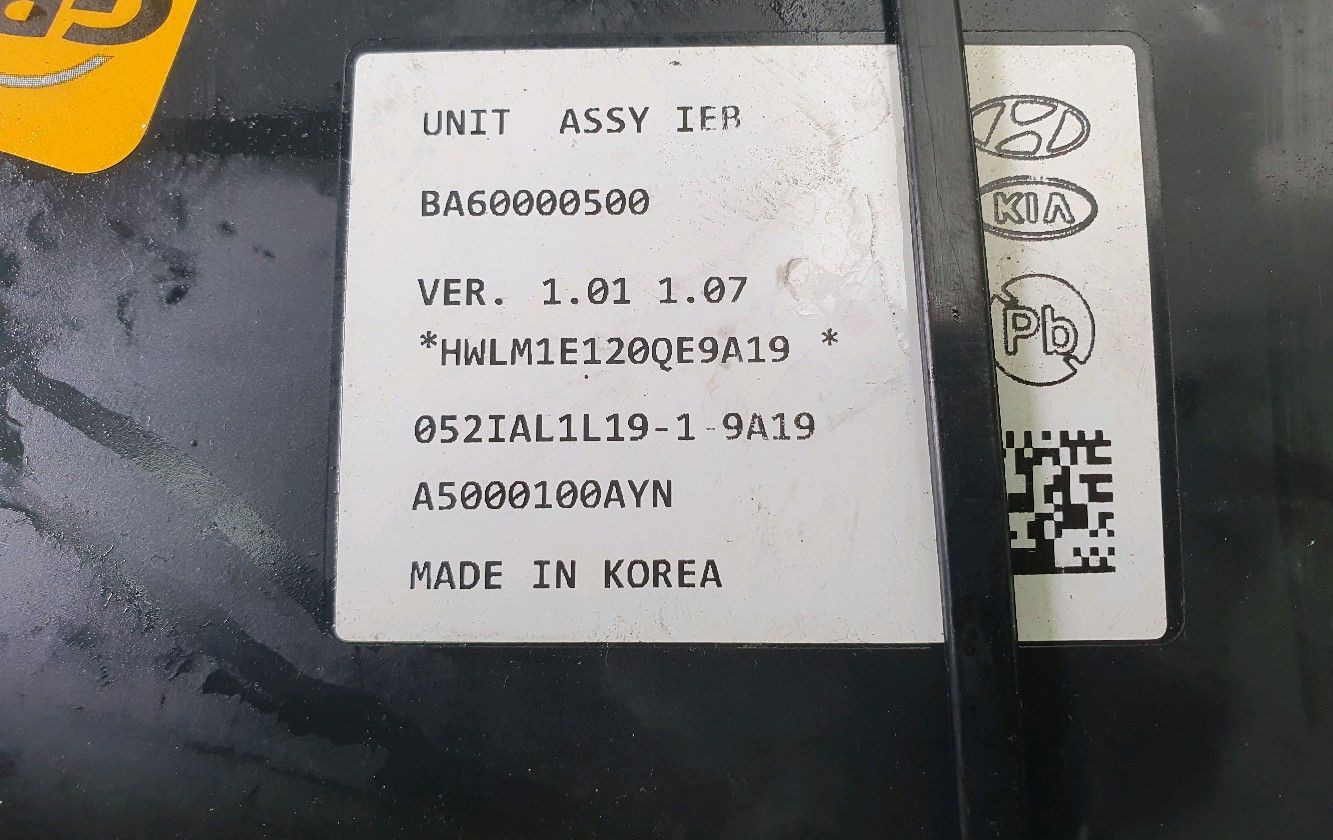 UNIT ASSY IEB
BA60000500
VER. 1.01 1.07
*HWLM1E120QE9A19 *
052IAL1L19-1-9A19
A5000100AYN
MADE IN KOREA
KIA
Pb